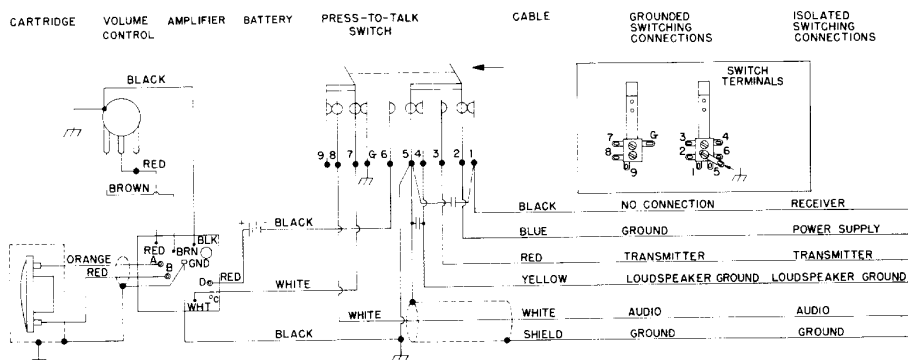 CARTRIDGE VOLUME CONTROL AMPLIFIER BATTERY PRESS-TO-TALK SWITCH CABLE GROUNDED SWITCHING CONNECTIONS ISOLATED SWITCHING CONNECTIONS
BLACK
SWITCH TERMINALS
7 G 3 4
8 2 6
9 1 5
RED
BROWN
9 8 7 G 6 5 4 3 2 1
BLACK NO CONNECTION RECEIVER
BLACK
BLUE GROUND POWER SUPPLY
BLK
RED BRN
ORANGE A GND
RED B
RED TRANSMITTER TRANSMITTER
D RED
YELLOW LOUDSPEAKER GROUND LOUDSPEAKER GROUND
C
WHITE
WHT
WHITE
WHITE AUDIO AUDIO
BLACK
SHIELD GROUND GROUND